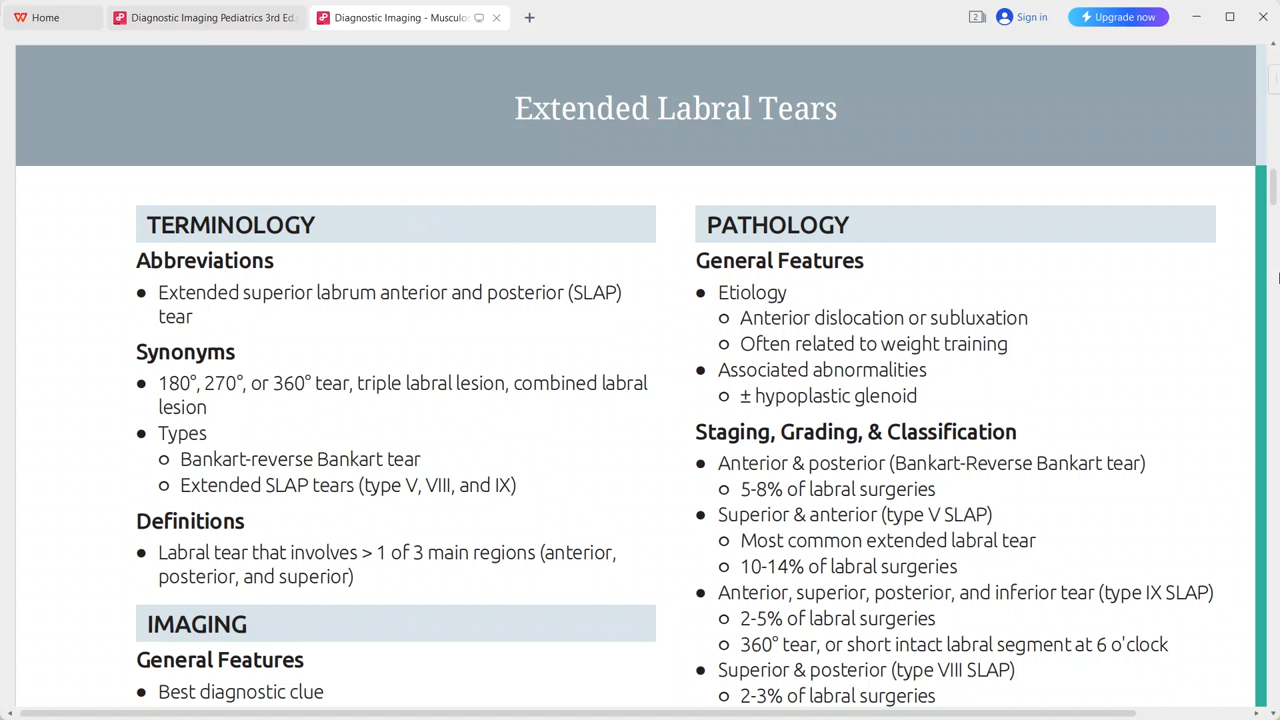 Home
Diagnostic Imaging Pediatrics 3rd Ed.
Diagnostic Imaging - Musculos
2
Sign in
Upgrade now
Extended Labral Tears
TERMINOLOGY
Abbreviations
● Extended superior labrum anterior and posterior (SLAP)
tear
Synonyms
● 180°, 270°, or 360° tear, triple labral lesion, combined labral
lesion
● Types
○ Bankart-reverse Bankart tear
○ Extended SLAP tears (type V, VIII, and IX)
Definitions
● Labral tear that involves > 1 of 3 main regions (anterior,
posterior, and superior)
IMAGING
General Features
● Best diagnostic clue
PATHOLOGY
General Features
● Etiology
○ Anterior dislocation or subluxation
○ Often related to weight training
● Associated abnormalities
○ ± hypoplastic glenoid
Staging, Grading, & Classification
● Anterior & posterior (Bankart-Reverse Bankart tear)
○ 5-8% of labral surgeries
● Superior & anterior (type V SLAP)
○ Most common extended labral tear
○ 10-14% of labral surgeries
● Anterior, superior, posterior, and inferior tear (type IX SLAP)
○ 2-5% of labral surgeries
○ 360° tear, or short intact labral segment at 6 o'clock
● Superior & posterior (type VIII SLAP)
○ 2-3% of labral surgeries